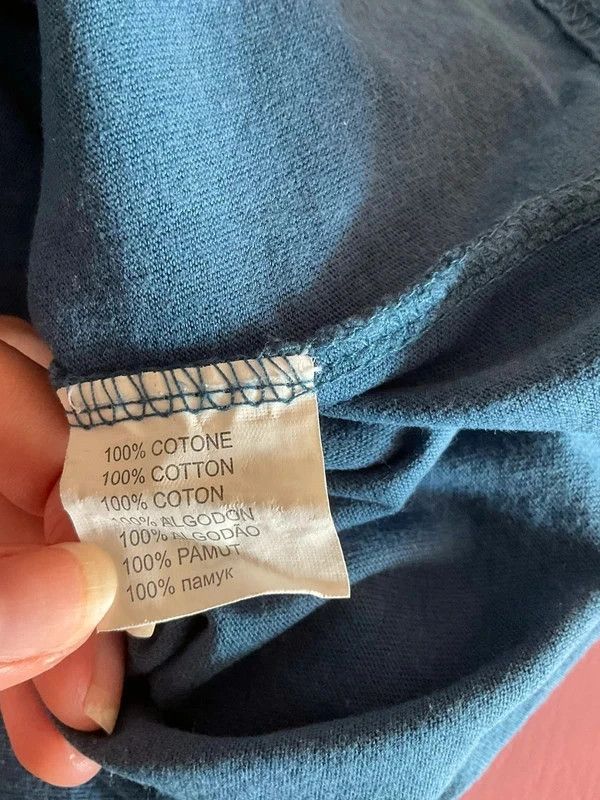 100% COTONE
100% COTTON
100% COTON
100% ALGODÓN
100% ALGODÃO
100% PAMUT
100% памук